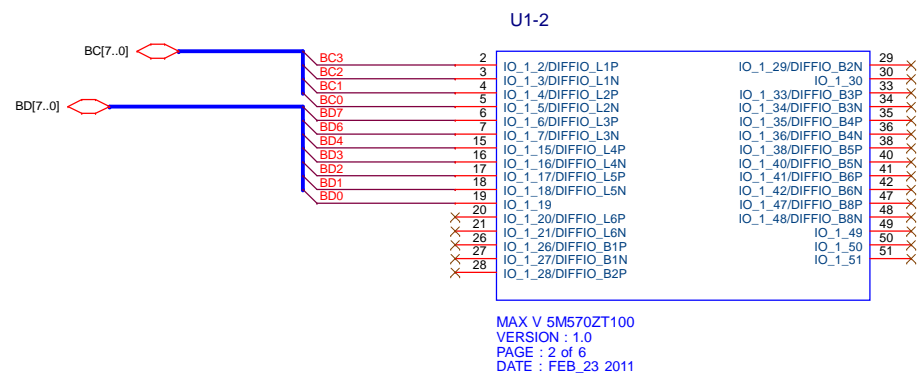 U1-2
BC[7..0]
BD[7..0]
BC3 2 IO_1_2/DIFFIO_L1P
BC2 3 IO_1_3/DIFFIO_L1N
BC1 4 IO_1_4/DIFFIO_L2P
BC0 5 IO_1_5/DIFFIO_L2N
BD7 6 IO_1_6/DIFFIO_L3P
BD6 7 IO_1_7/DIFFIO_L3N
BD4 15 IO_1_15/DIFFIO_L4P
BD3 16 IO_1_16/DIFFIO_L4N
BD2 17 IO_1_17/DIFFIO_L5P
BD1 18 IO_1_18/DIFFIO_L5N
BD0 19 IO_1_19
20 IO_1_20/DIFFIO_L6P
21 IO_1_21/DIFFIO_L6N
26 IO_1_26/DIFFIO_B1P
27 IO_1_27/DIFFIO_B1N
28 IO_1_28/DIFFIO_B2P
IO_1_29/DIFFIO_B2N 29
IO_1_30 30
IO_1_33/DIFFIO_B3P 33
IO_1_34/DIFFIO_B3N 34
IO_1_35/DIFFIO_B4P 35
IO_1_36/DIFFIO_B4N 36
IO_1_38/DIFFIO_B5P 38
IO_1_40/DIFFIO_B5N 40
IO_1_41/DIFFIO_B6P 41
IO_1_42/DIFFIO_B6N 42
IO_1_47/DIFFIO_B8P 47
IO_1_48/DIFFIO_B8N 48
IO_1_49 49
IO_1_50 50
IO_1_51 51
MAX V 5M570ZT100
VERSION : 1.0
PAGE : 2 of 6
DATE : FEB_23 2011